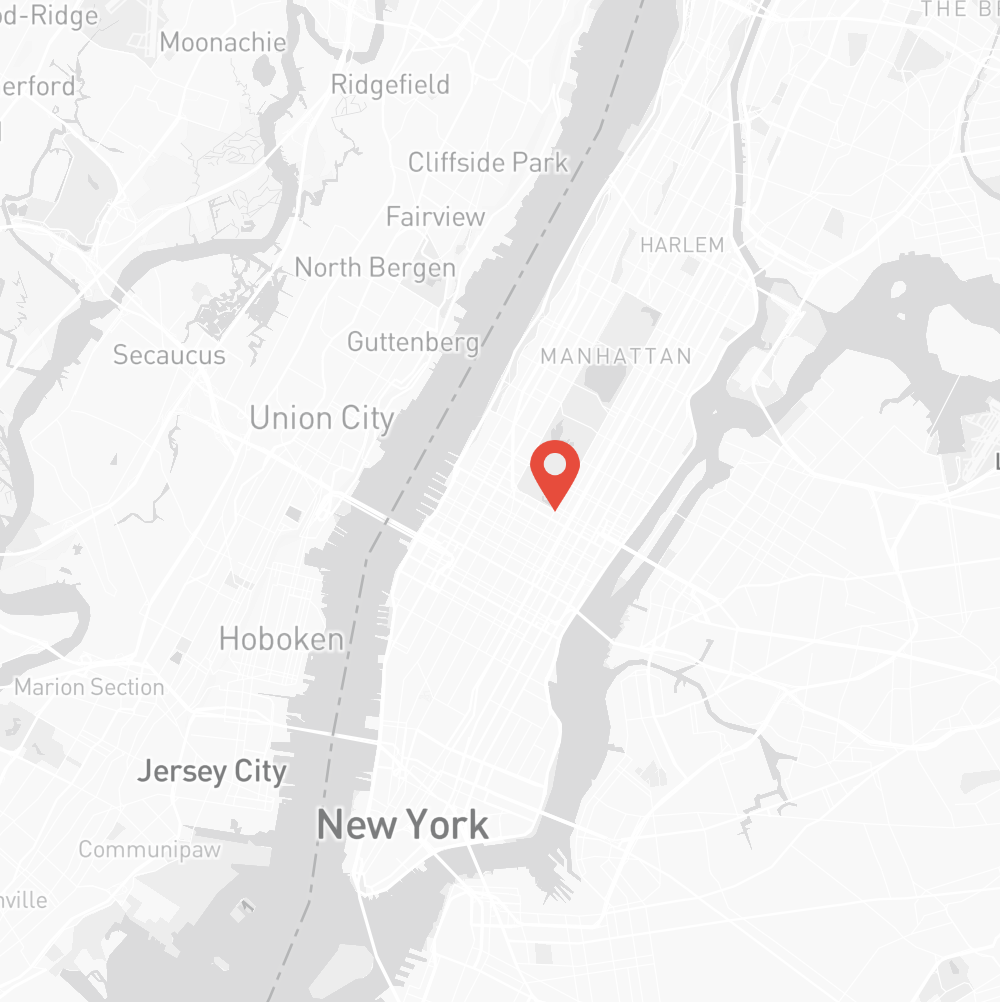 THE B
od-Ridge
Moonachie
Ridgefield
erford
Cliffside Park
Fairview
HARLEM
North Bergen
Guttenberg
Secaucus
MANHATTAN
Union City
L
Hoboken
Marion Section
Jersey City
New York
Communipaw
nville